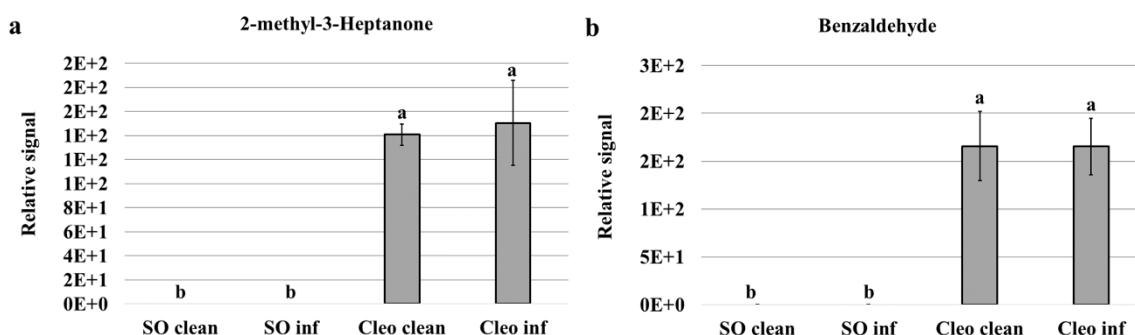 a
2-methyl-3-Heptanone
Relative signal
2E+2
2E+2
2E+2
1E+2
1E+2
1E+2
8E+1
6E+1
4E+1
2E+1
0E+0
b
b
a
a
SO clean
SO inf
Cleo clean
Cleo inf
b
Benzaldehyde
Relative signal
3E+2
2E+2
2E+2
1E+2
5E+1
0E+0
b
b
a
a
SO clean
SO inf
Cleo clean
Cleo inf